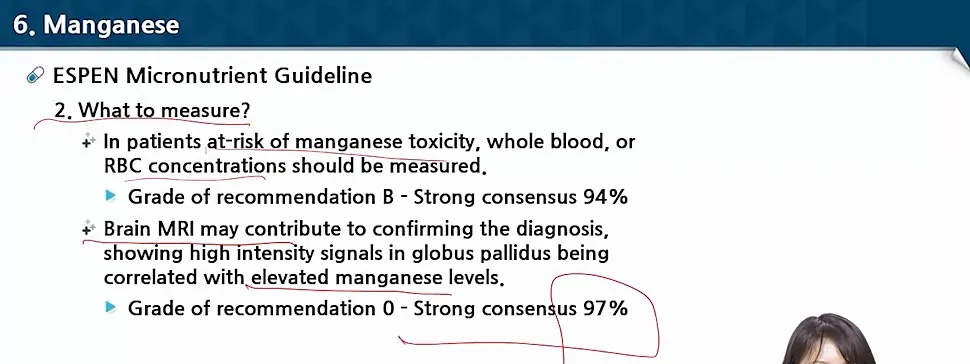 6. Manganese
ESPEN Micronutrient Guideline
2. What to measure?
In patients at-risk of manganese toxicity, whole blood, or
RBC concentrations should be measured.
Grade of recommendation B - Strong consensus 94%
Brain MRI may contribute to confirming the diagnosis,
showing high intensity signals in globus pallidus being
correlated with elevated manganese levels.
Grade of recommendation 0 - Strong consensus 97%